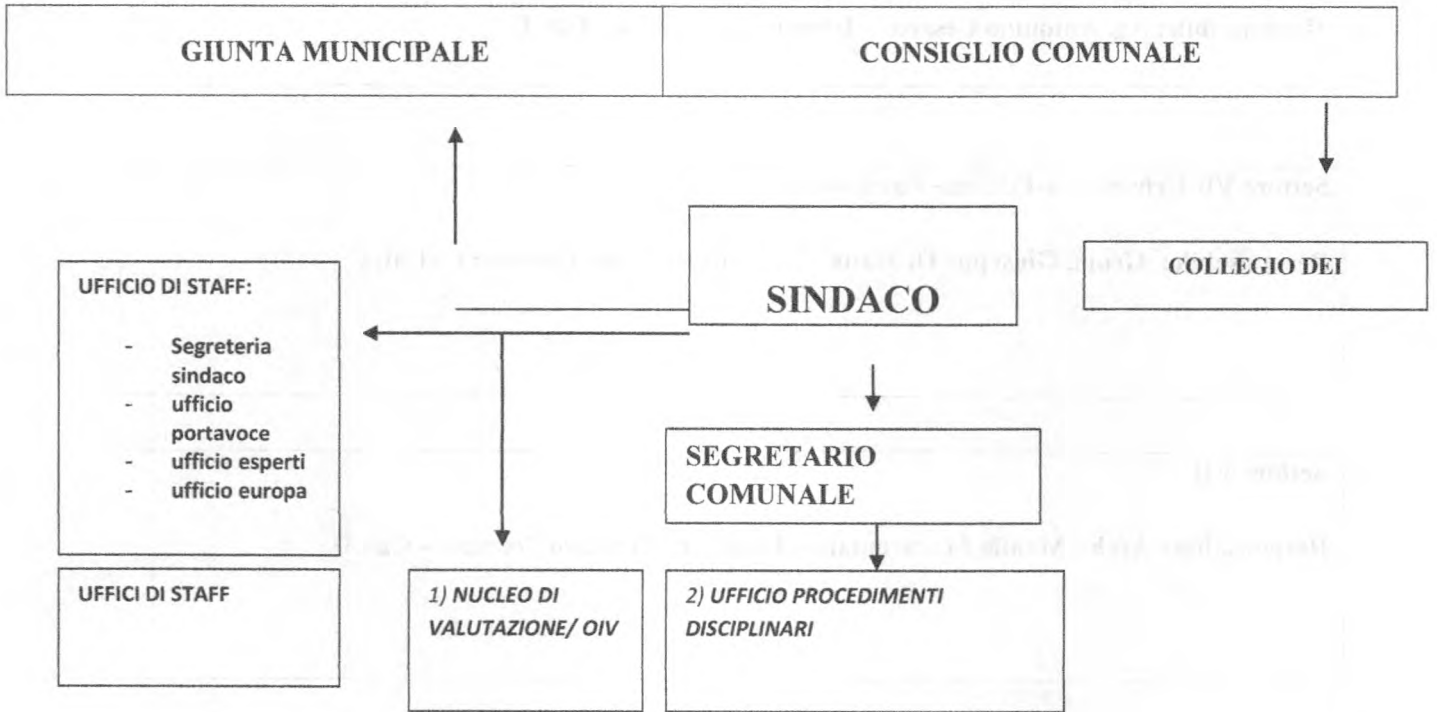 GIUNTA MUNICIPALE
CONSIGLIO COMUNALE
SINDACO
COLLEGIO DEI
UFFICIO DI STAFF:
- Segreteria
sindaco
- ufficio
portavoce
- ufficio esperti
- ufficio europa
SEGRETARIO
COMUNALE
UFFICI DI STAFF
1) NUCLEO DI
VALUTAZIONE/ OIV
2) UFFICIO PROCEDIMENTI
DISCIPLINARI